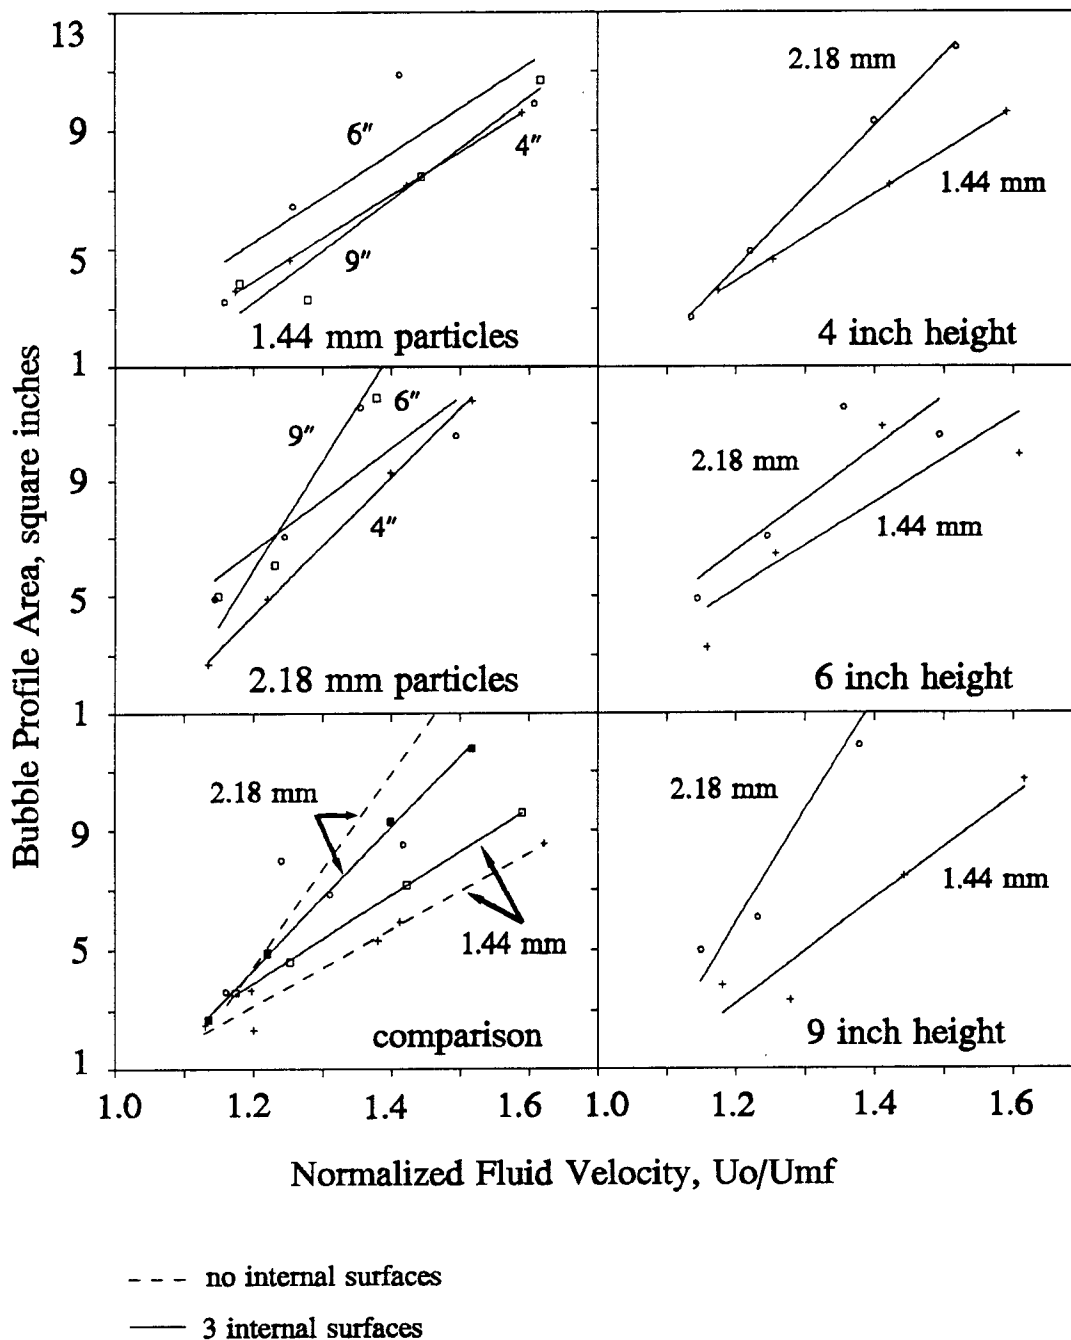 Bubble Profile Area, square inches
13
9
5
1
6″
4″
9″
1.44 mm particles
2.18 mm
1.44 mm
4 inch height
9
5
1
9″
6″
4″
2.18 mm particles
2.18 mm
1.44 mm
6 inch height
9
5
1
2.18 mm
1.44 mm
comparison
2.18 mm
1.44 mm
9 inch height
1.0 1.2 1.4 1.6 1.0 1.2 1.4 1.6
Normalized Fluid Velocity, Uo/Umf
no internal surfaces
3 internal surfaces